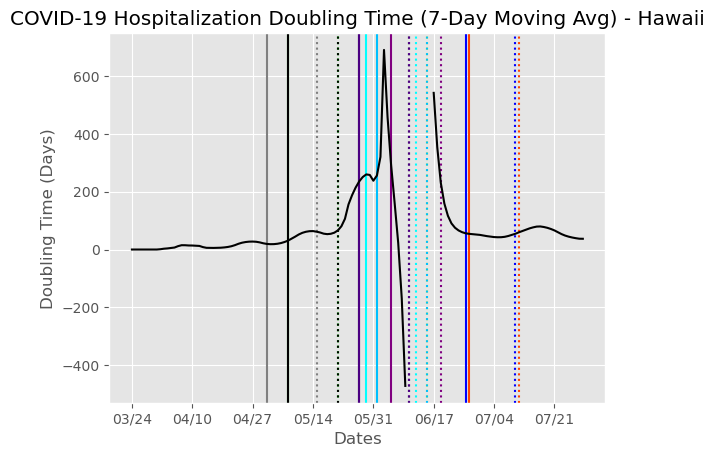 COVID-19 Hospitalization Doubling Time (7-Day Moving Avg) - Hawaii
Doubling Time (Days)
600
400
200
0
−200
−400
03/24 04/10 04/27 05/14 05/31 06/17 07/04 07/21
Dates